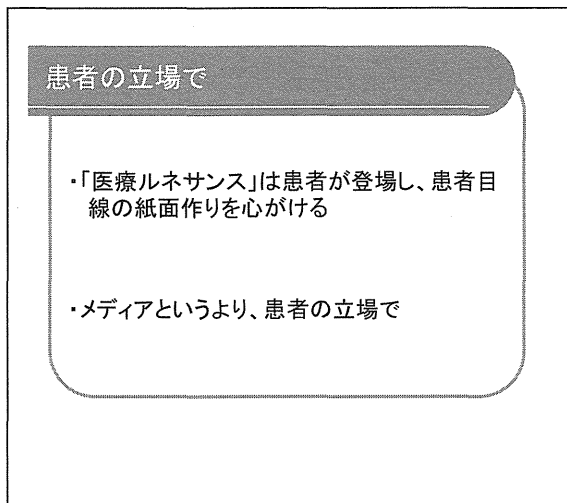 患者の立場で
・「医療ルネサンス」は患者が登場し、患者目
線の紙面作りを心がける
・メディアというより、患者の立場で